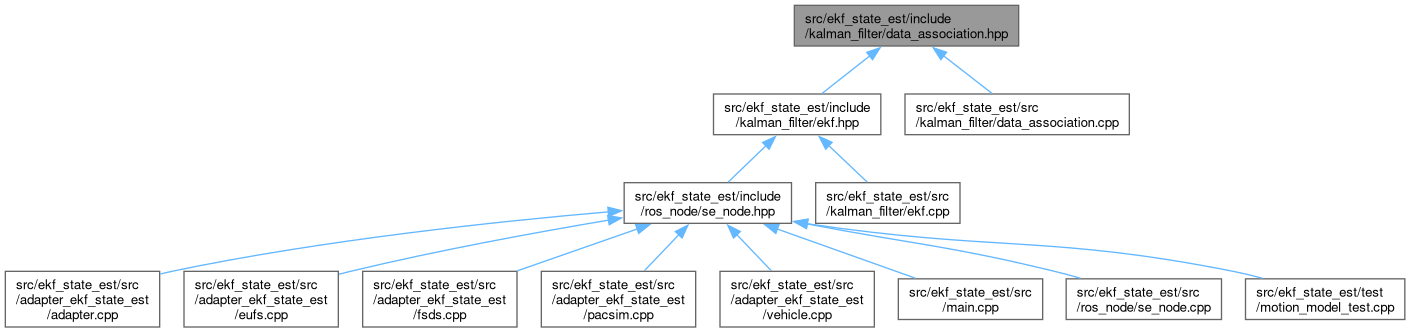 src/ekf_state_est/include
/kalman_filter/data_association.hpp
src/ekf_state_est/include
/kalman_filter/ekf.hpp
src/ekf_state_est/src
/kalman_filter/data_association.cpp
src/ekf_state_est/include
/ros_node/se_node.hpp
src/ekf_state_est/src
/kalman_filter/ekf.cpp
src/ekf_state_est/src
/adapter_ekf_state_est
/adapter.cpp
src/ekf_state_est/src
/adapter_ekf_state_est
/eufs.cpp
src/ekf_state_est/src
/adapter_ekf_state_est
/fsds.cpp
src/ekf_state_est/src
/adapter_ekf_state_est
/pacsim.cpp
src/ekf_state_est/src
/adapter_ekf_state_est
/vehicle.cpp
src/ekf_state_est/src
/main.cpp
src/ekf_state_est/src
/ros_node/se_node.cpp
src/ekf_state_est/test
/motion_model_test.cpp